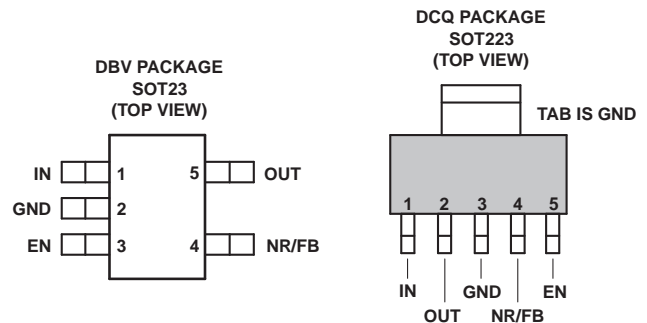 DBV PACKAGE
SOT23
(TOP VIEW)
IN 1 5 OUT
GND 2
EN 3 4 NR/FB
DCQ PACKAGE
SOT223
(TOP VIEW)
TAB IS GND
1 2 3 4 5
IN GND EN
OUT NR/FB